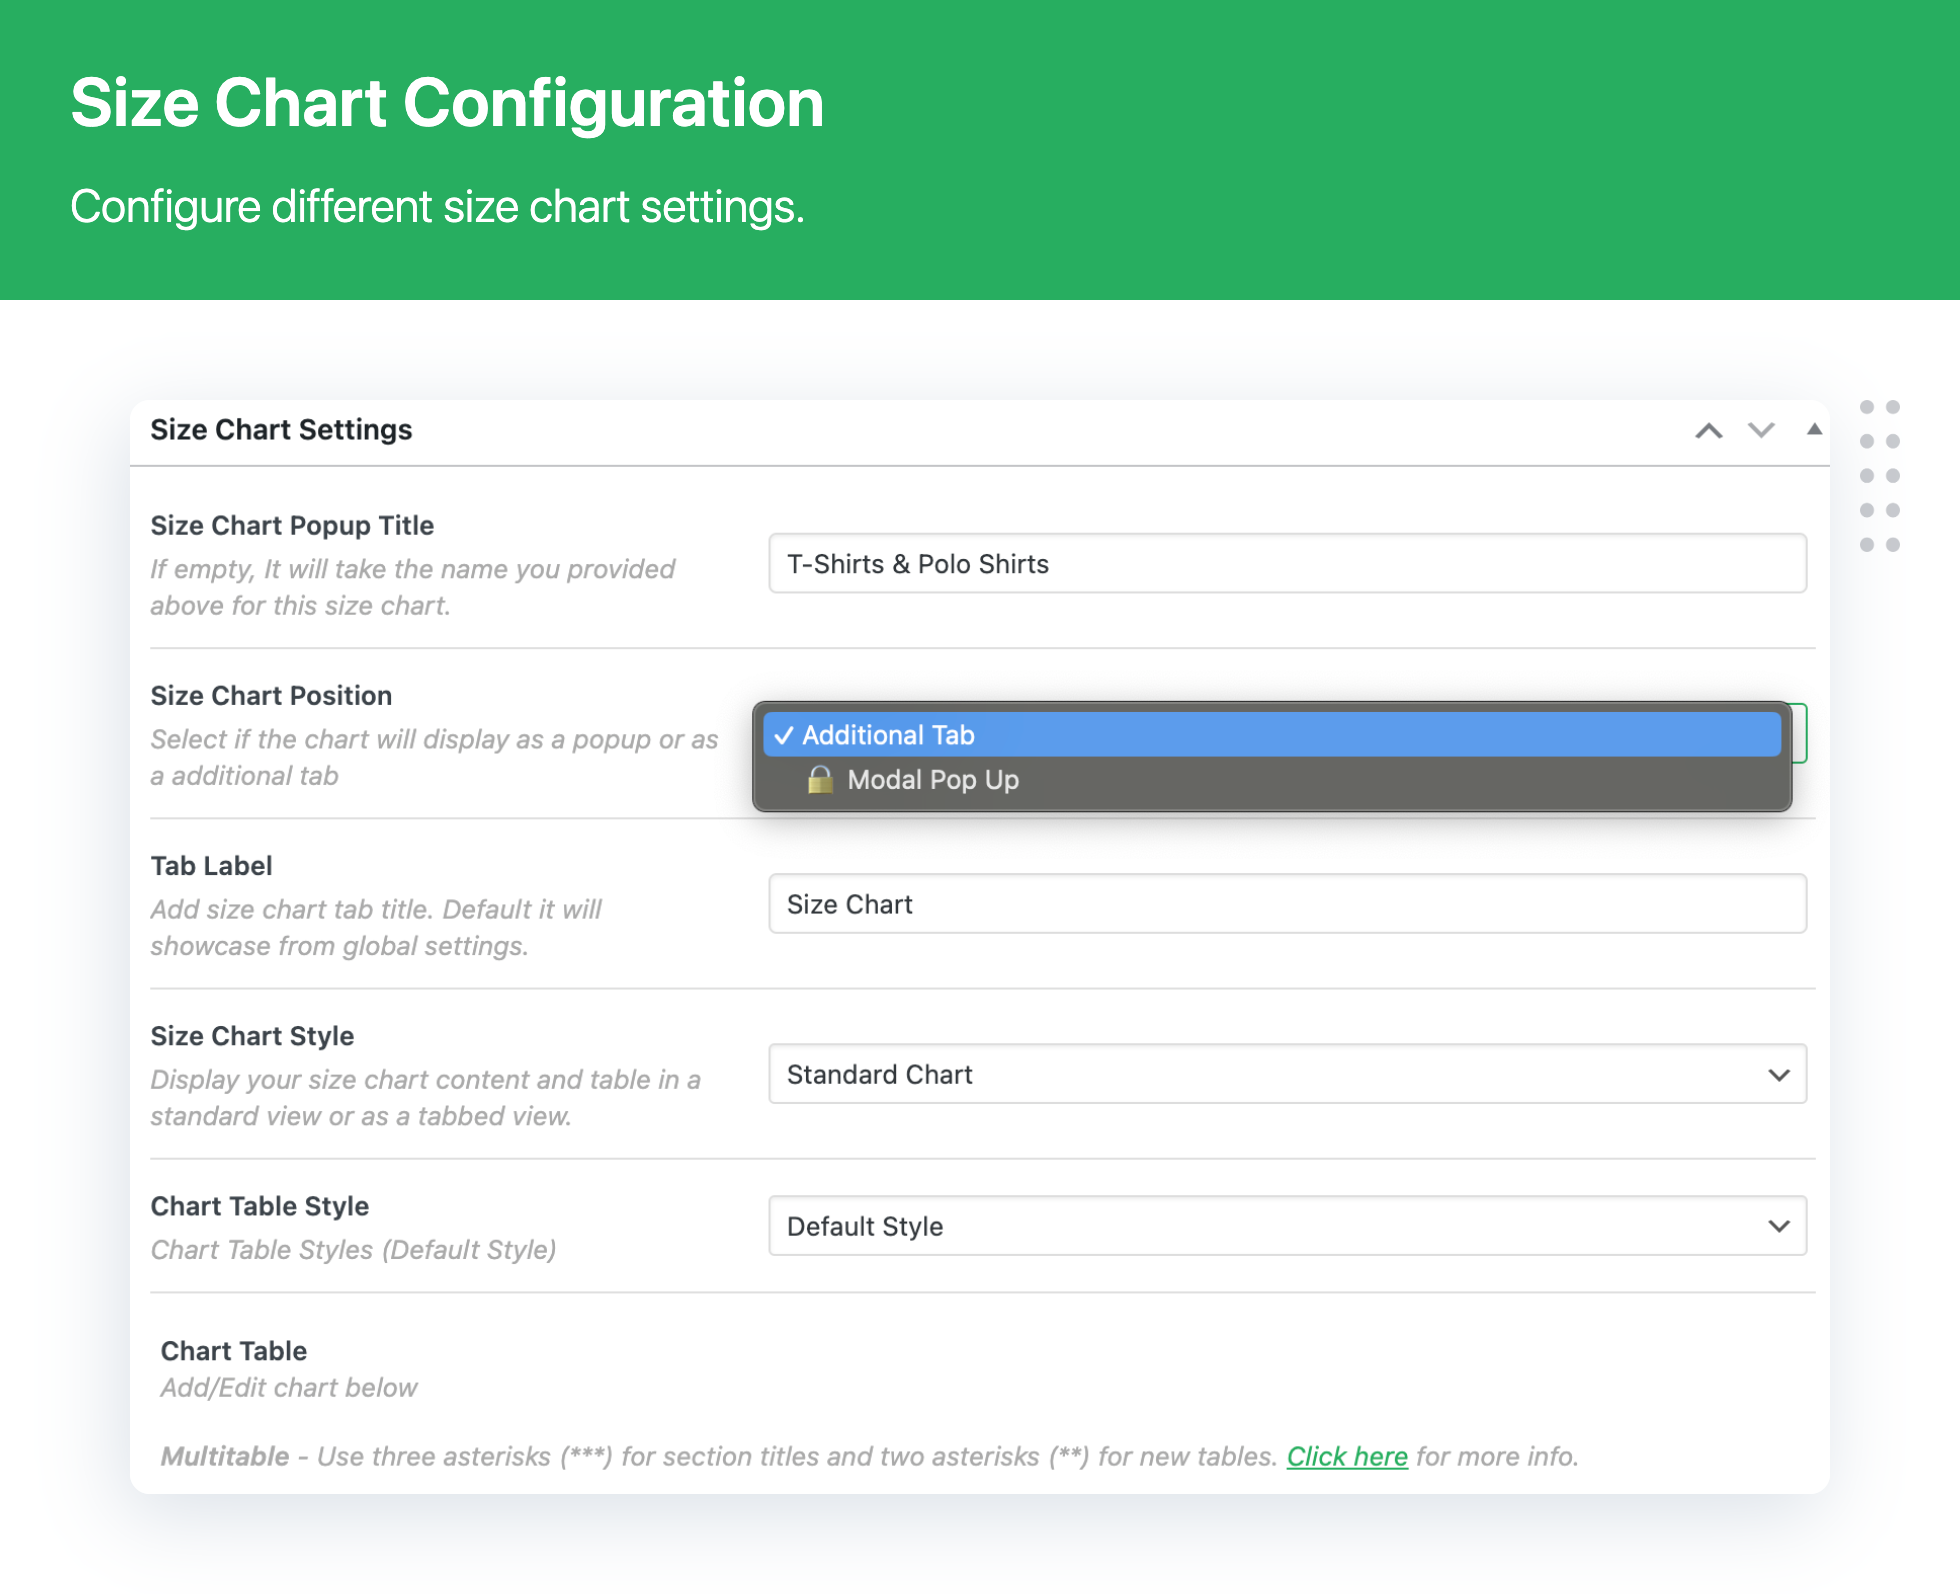 Size Chart Configuration
Configure different size chart settings.
Size Chart Settings
Size Chart Popup Title
If empty, It will take the name you provided
above for this size chart.
T-Shirts & Polo Shirts
Size Chart Position
Select if the chart will display as a popup or as
a additional tab
✓ Additional Tab
🔒 Modal Pop Up
Tab Label
Add size chart tab title. Default it will
showcase from global settings.
Size Chart
Size Chart Style
Display your size chart content and table in a
standard view or as a tabbed view.
Standard Chart
Chart Table Style
Chart Table Styles (Default Style)
Default Style
Chart Table
Add/Edit chart below
Multitable - Use three asterisks (***) for section titles and two asterisks (**) for new tables. Click here for more info.